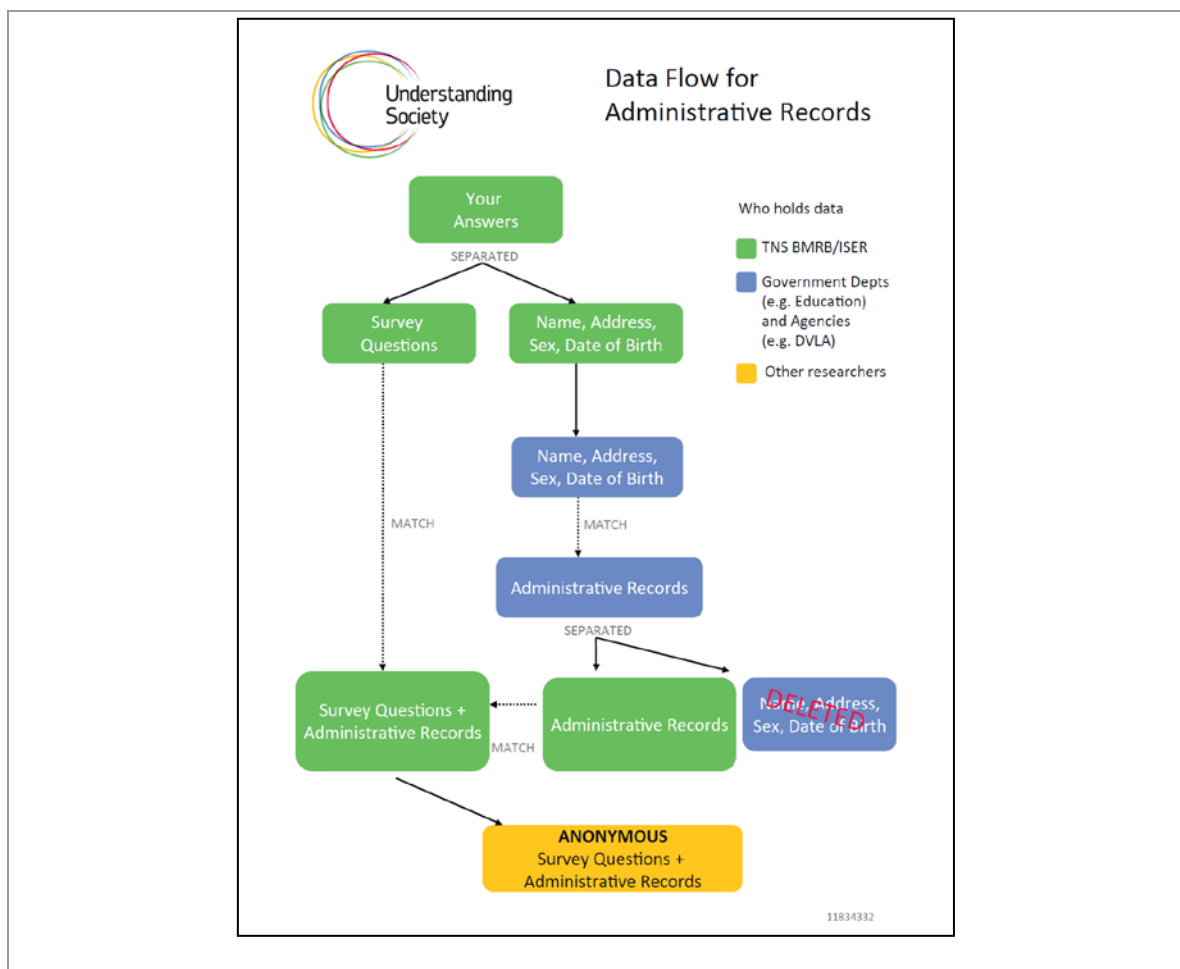 Understanding
Society
Data Flow for
Administrative Records
Your
Answers
SEPARATED
Who holds data
TNS BMRB/ISER
Government Depts
(e.g. Education)
and Agencies
(e.g. DVLA)
Other researchers
Survey
Questions
Name, Address,
Sex, Date of Birth
Name, Address,
Sex, Date of Birth
MATCH
MATCH
Administrative Records
SEPARATED
Survey Questions +
Administrative Records
MATCH
Administrative Records
Name, Address,
Sex, Date of Birth
DELETED
ANONYMOUS
Survey Questions +
Administrative Records
11834332